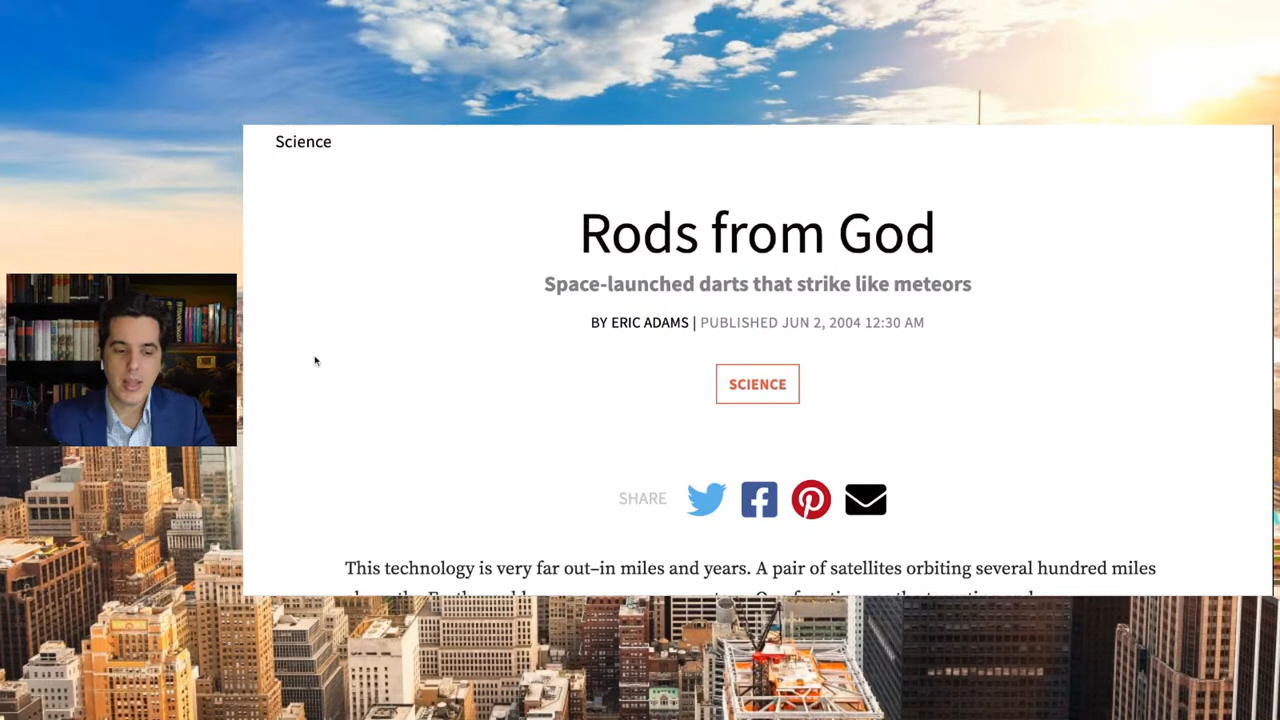 Science
Rods from God
Space-launched darts that strike like meteors
BY ERIC ADAMS | PUBLISHED JUN 2, 2004 12:30 AM
SCIENCE
SHARE
This technology is very far out–in miles and years. A pair of satellites orbiting several hundred miles